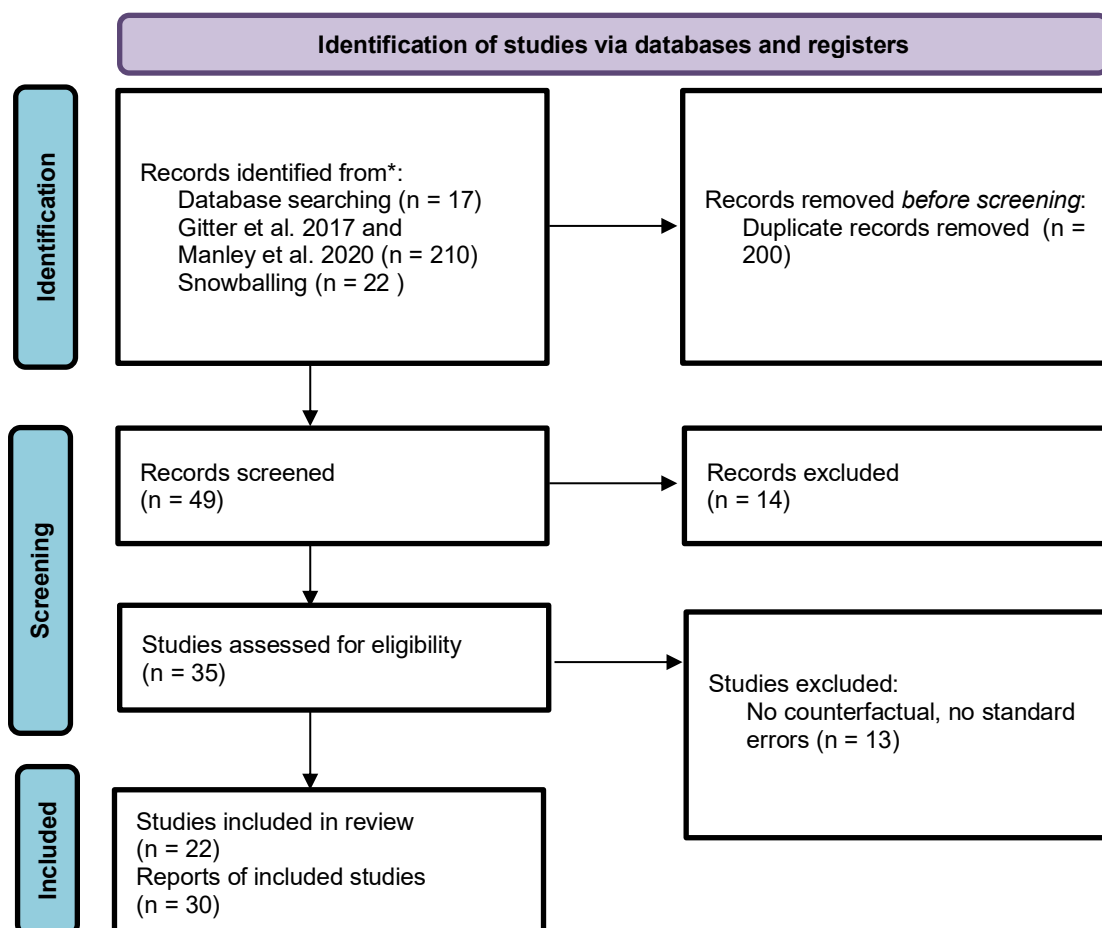 Identification of studies via databases and registers
Identification
Records identified from*:
Database searching (n = 17)
Gitter et al. 2017 and
Manley et al. 2020 (n = 210)
Snowballing (n = 22 )
Records removed before screening:
Duplicate records removed (n =
200)
Screening
Records screened
(n = 49)
Records excluded
(n = 14)
Studies assessed for eligibility
(n = 35)
Studies excluded:
No counterfactual, no standard
errors (n = 13)
Included
Studies included in review
(n = 22)
Reports of included studies
(n = 30)